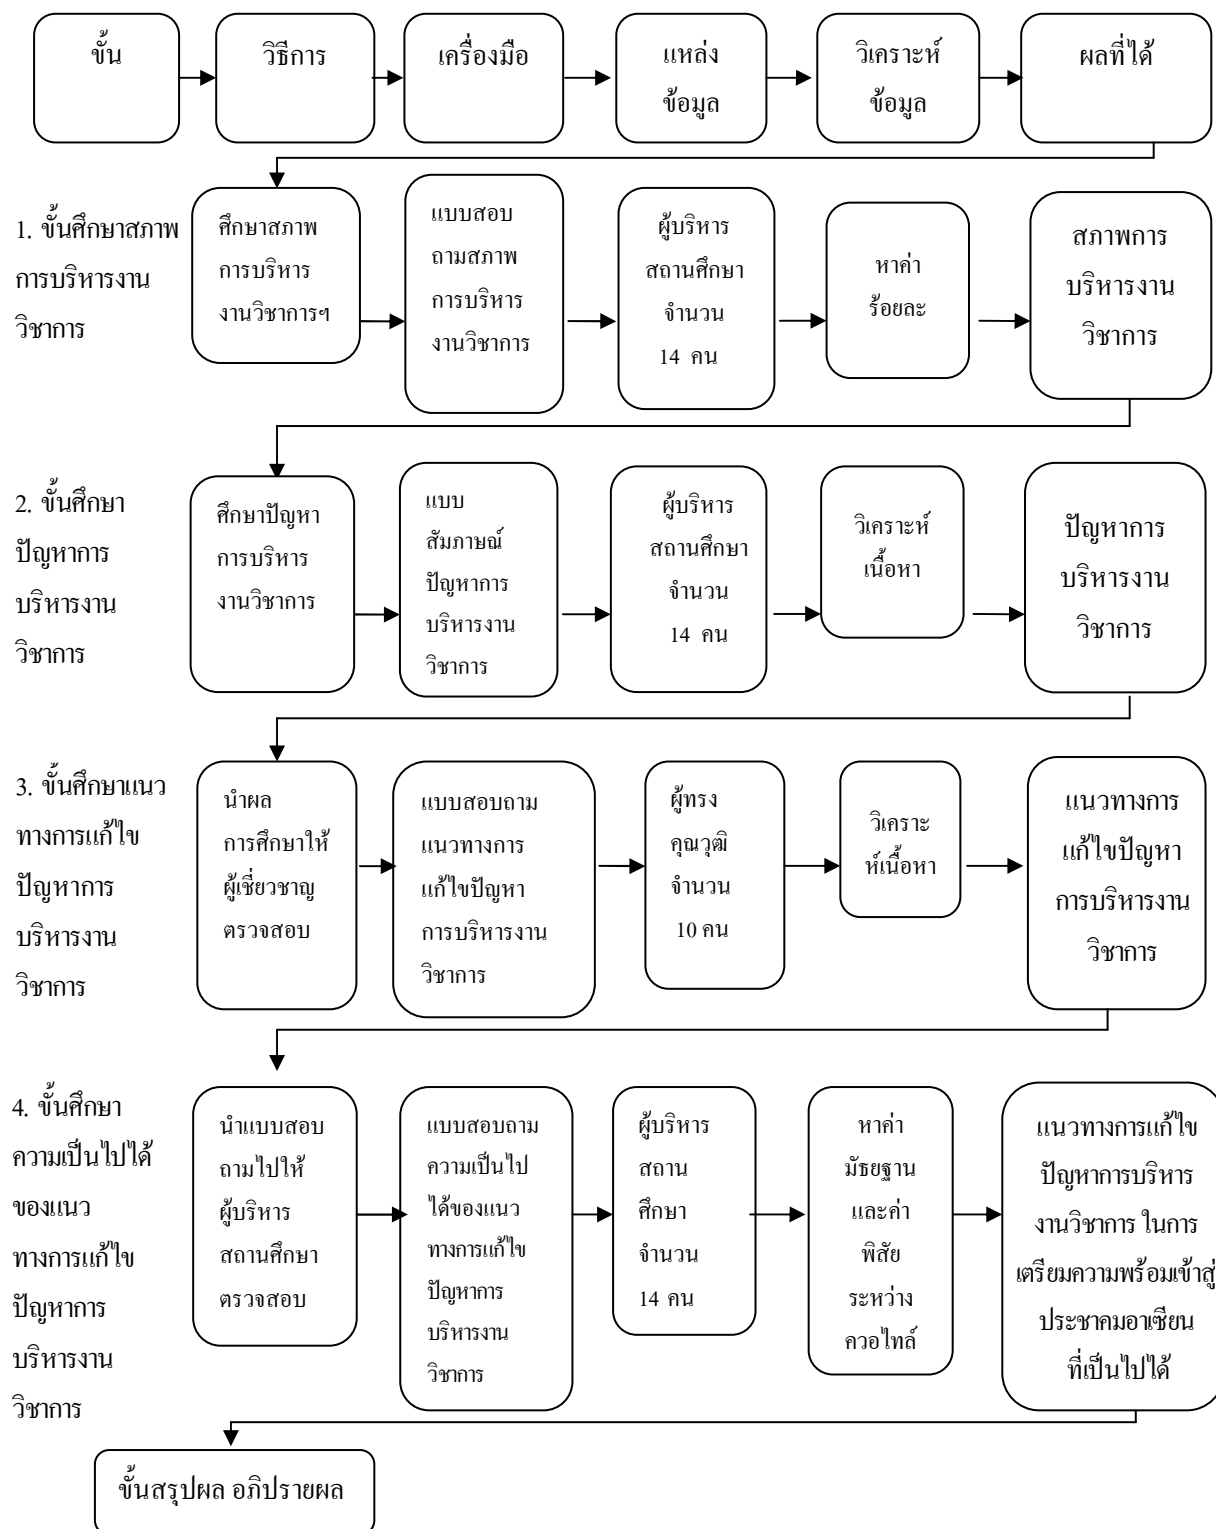 ขั้น
วิธีการ
เครื่องมือ
แหล่ง
ข้อมูล
วิเคราะห์
ข้อมูล
ผลที่ได้
1. ขั้นศึกษาสภาพ
การบริหารงาน
วิชาการ
ศึกษาสภาพ
การบริหาร
งานวิชาการฯ
แบบสอบ
ถามสภาพ
การบริหาร
งานวิชาการ
ผู้บริหาร
สถานศึกษา
จำนวน
14 คน
หาค่า
ร้อยละ
สภาพการ
บริหารงาน
วิชาการ
2. ขั้นศึกษา
ปัญหาการ
บริหารงาน
วิชาการ
ศึกษาปัญหา
การบริหาร
งานวิชาการ
แบบ
สัมภาษณ์
ปัญหาการ
บริหารงาน
วิชาการ
ผู้บริหาร
สถานศึกษา
จำนวน
14 คน
วิเคราะห์
เนื้อหา
ปัญหาการ
บริหารงาน
วิชาการ
3. ขั้นศึกษาแนว
ทางการแก้ไข
ปัญหาการ
บริหารงาน
วิชาการ
นำผล
การศึกษาให้
ผู้เชี่ยวชาญ
ตรวจสอบ
แบบสอบถาม
แนวทางการ
แก้ไขปัญหา
การบริหารงาน
วิชาการ
ผู้ทรง
คุณวุฒิ
จำนวน
10 คน
วิเคราะ
ห์เนื้อหา
แนวทางการ
แก้ไขปัญหา
การบริหารงาน
วิชาการ
4. ขั้นศึกษา
ความเป็นไปได้
ของแนว
ทางการแก้ไข
ปัญหาการ
บริหารงาน
วิชาการ
นำแบบสอบ
ถามไปให้
ผู้บริหาร
สถานศึกษา
ตรวจสอบ
แบบสอบถาม
ความเป็นไป
ได้ของแนว
ทางการแก้ไข
ปัญหาการ
บริหารงาน
วิชาการ
ผู้บริหาร
สถาน
ศึกษา
จำนวน
14 คน
หาค่า
มัธยฐาน
และค่า
พิสัย
ระหว่าง
ควอไทล์
แนวทางการแก้ไข
ปัญหาการบริหาร
งานวิชาการ ในการ
เตรียมความพร้อมเข้าสู่
ประชาคมอาเซียน
ที่เป็นไปได้
ขั้นสรุปผล อภิปรายผล